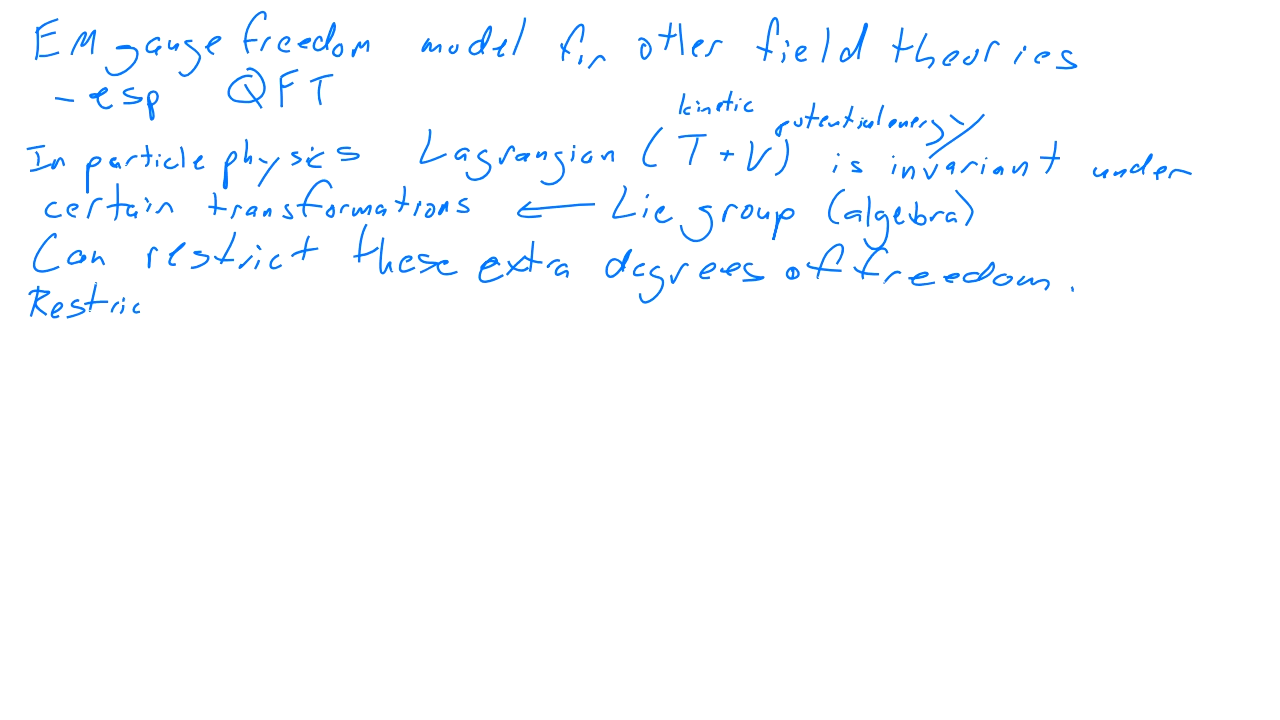 EM gauge freedom model for other field theories
- esp QFT
kinetic potential energy
In particle physics Lagrangian (T + V) is invariant under
certain transformations ← Lie group (algebra)
Can restrict these extra degrees of freedom.
Restric